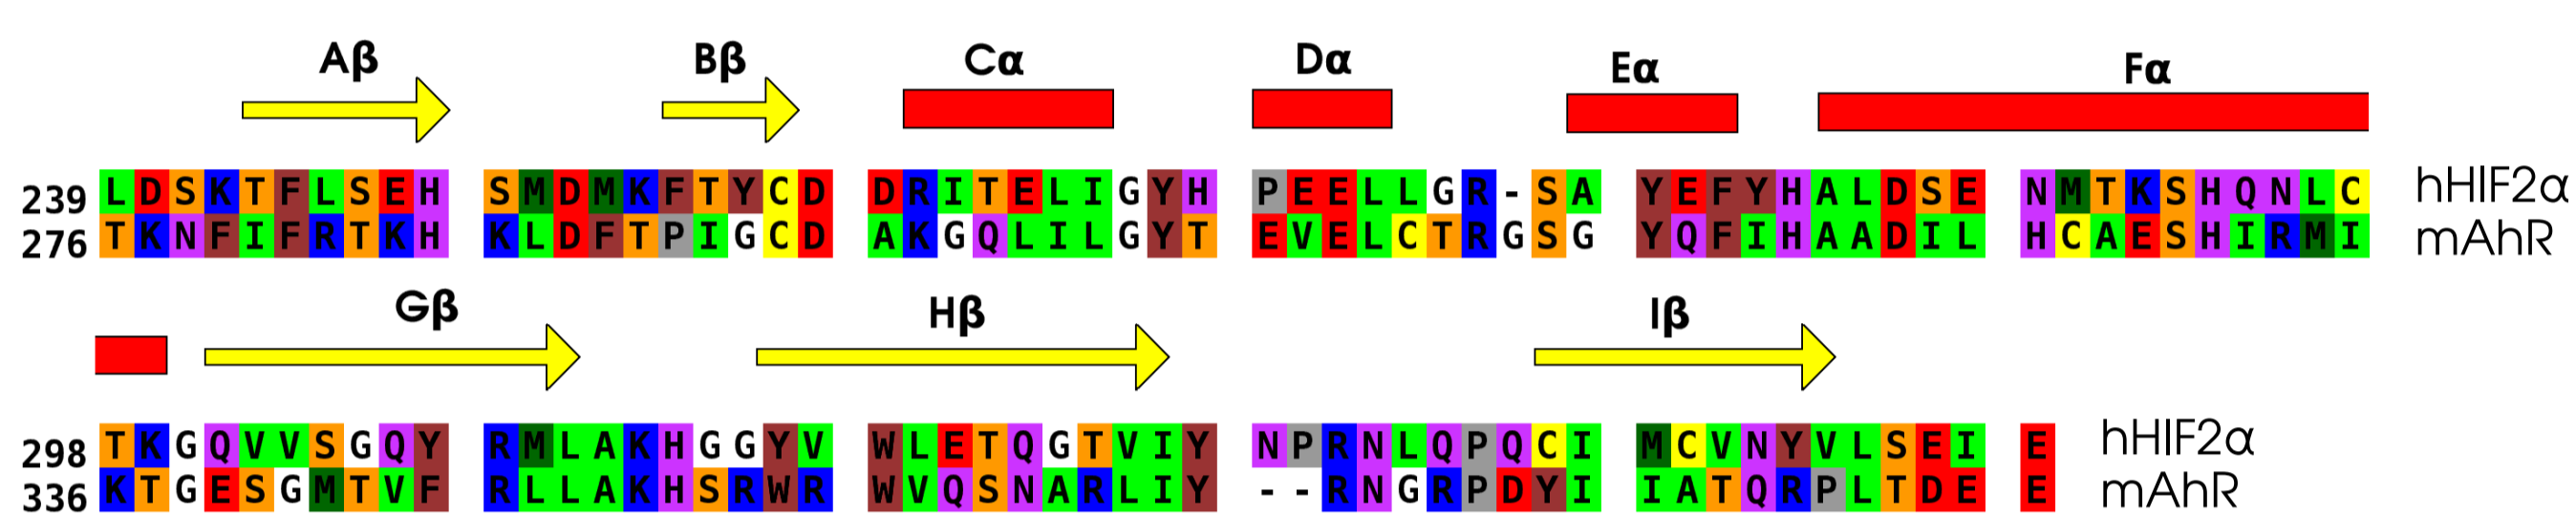 Aβ Bβ Cα Dα Eα Fα
239 LDSKTFLSEH SMDMKFTYCD DRITELIGYH PEELLGR-SA YEFYHALDSE NMTKSHQNLC hHIF2α
276 TKNFIFRTKH KLDFTPIGCD AKGQLILGYT EVELCTRGSG YQFIHAADIL HCAESHIRMI mAhR
Gβ Hβ Iβ
298 TKGQVVSGQY RMLAKHGGYV WLETQGTVIY NPRNLQPQCI MCVNYVLSEI E hHIF2α
336 KTGESGMTVF RLLAKHSRWR WVQSNARLIY --RNGRPDYI IATQRPLTDE E mAhR